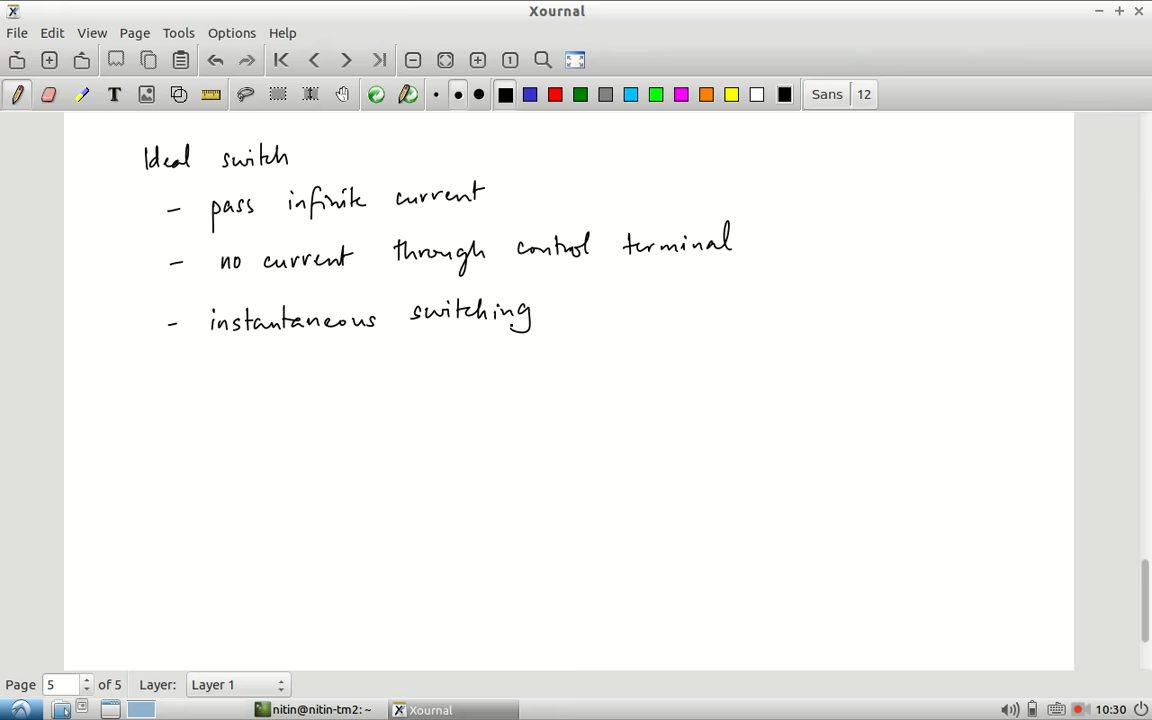 Xournal
File Edit View Page Tools Options Help
Sans 12
Ideal switch
- pass infinite current
- no current through control terminal
- instantaneous switching
Page 5 of 5 Layer: Layer 1
nitin@nitin-tm2: ~ Xournal 10:30